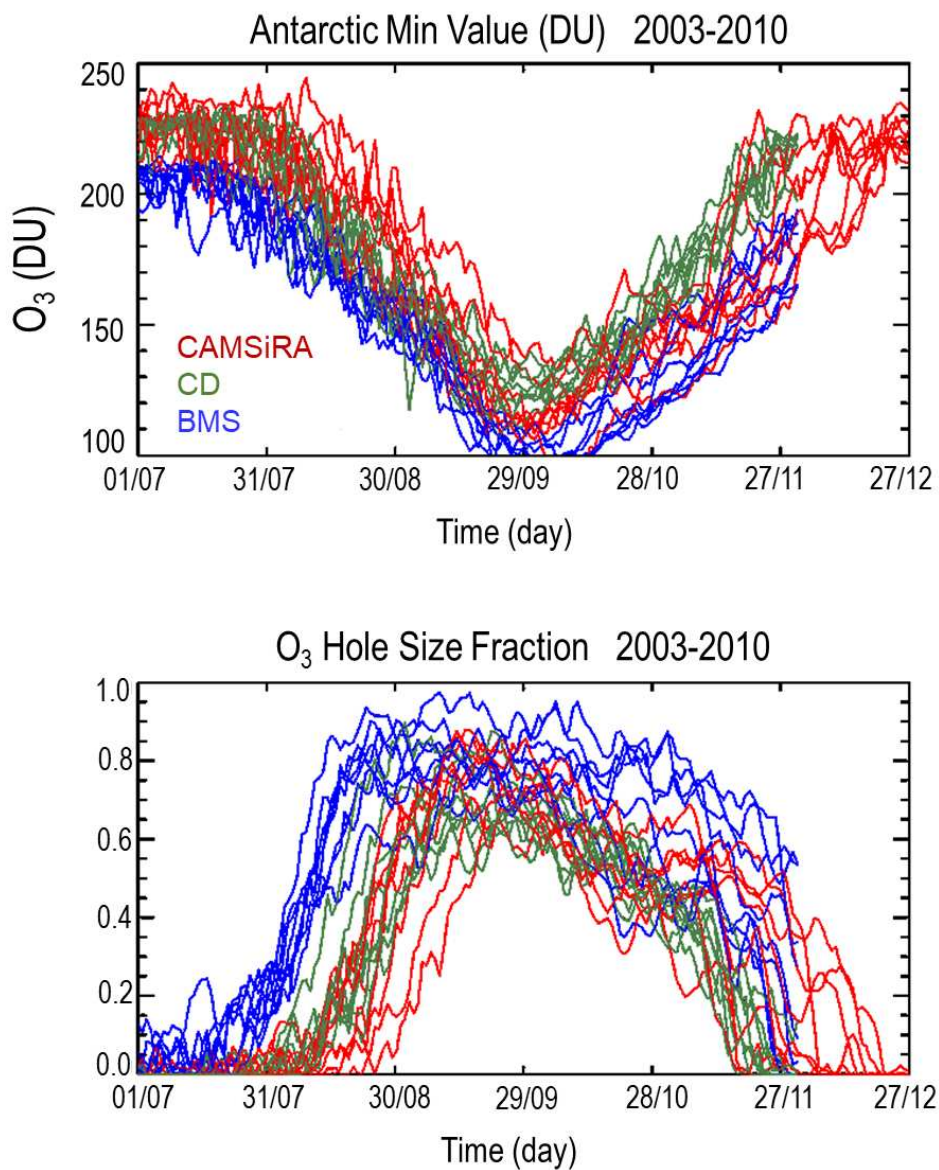 Antarctic Min Value (DU) 2003-2010
250
200
150
100
O3 (DU)
CAMSiRA
CD
BMS
01/07 31/07 30/08 29/09 28/10 27/11 27/12
Time (day)
O3 Hole Size Fraction 2003-2010
1.0
0.8
0.6
0.4
0.2
0.0
01/07 31/07 30/08 29/09 28/10 27/11 27/12
Time (day)